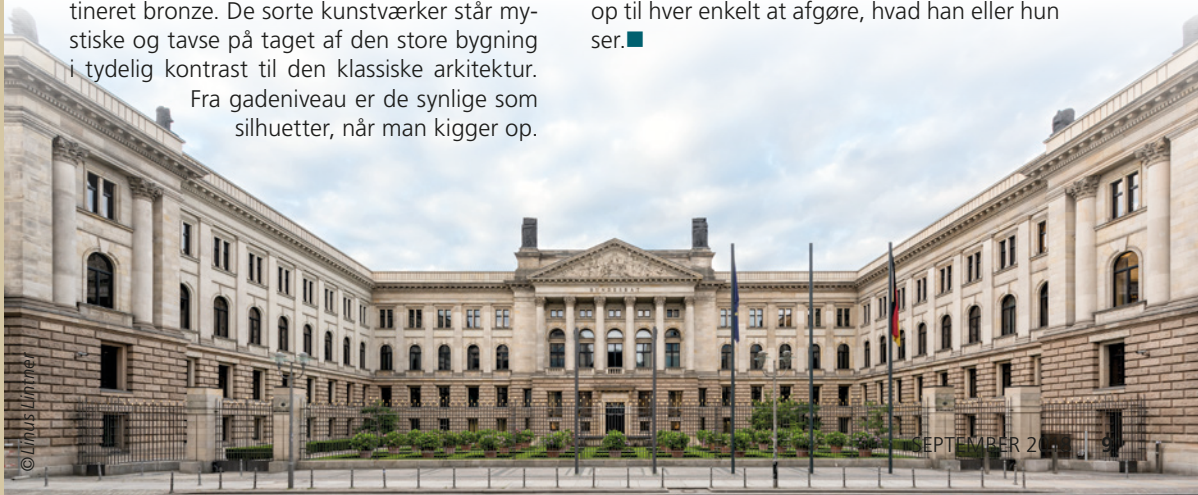 tineret bronze. De sorte kunstværker står my-
stiske og tavse på taget af den store bygning
i tydelig kontrast til den klassiske arkitektur.
Fra gadeniveau er de synlige som
silhuetter, når man kigger op.
op til hver enkelt at afgøre, hvad han eller hun
ser.■
BUNDESRAT
© Linus Lintner
SEPTEMBER